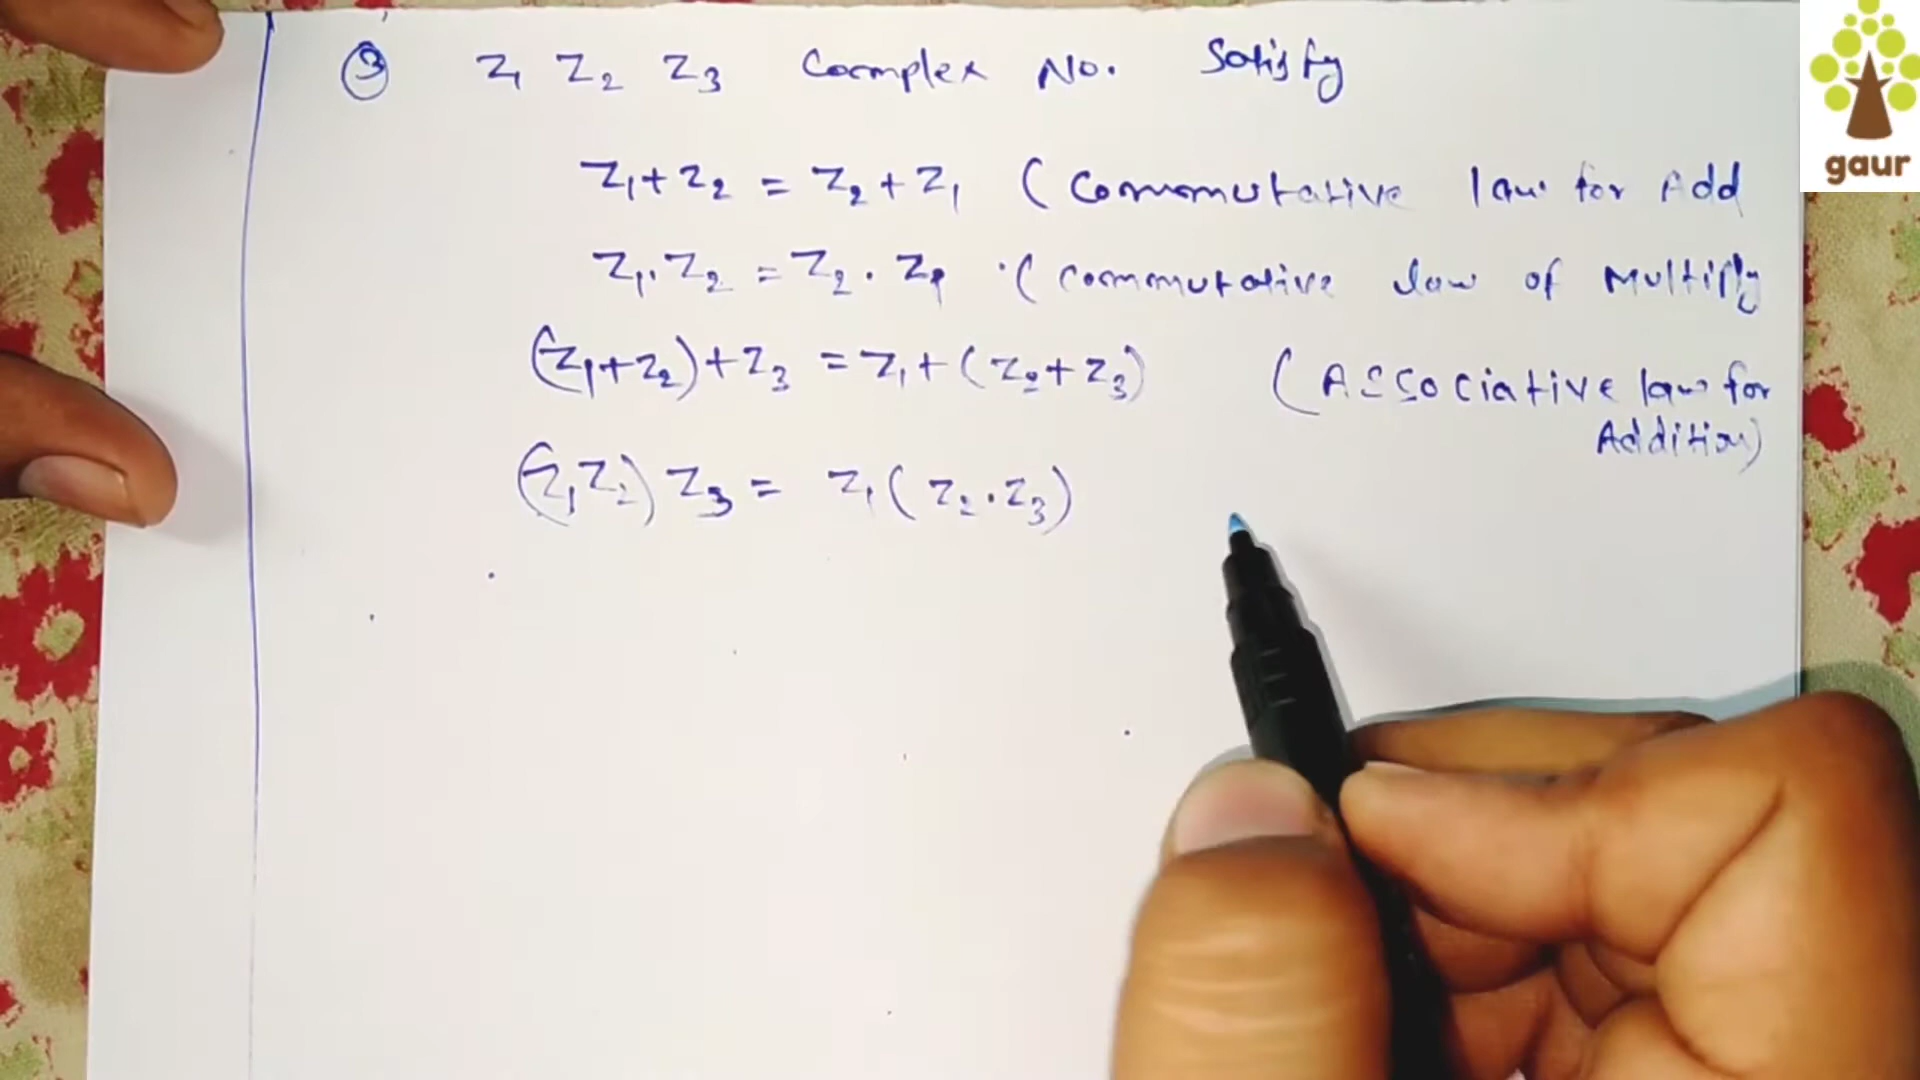 ③ Z₁ Z₂ Z₃ Complex No. Satisfy
Z₁+Z₂ = Z₂+Z₁ (Commutative law for Add
Z₁.Z₂ = Z₂.Z₁ (Commutative law of Multiply
(Z₁+Z₂)+Z₃ = Z₁+(Z₂+Z₃) (Associative law for
Addition)
(Z₁Z₂)Z₃ = Z₁(Z₂.Z₃)
gaur